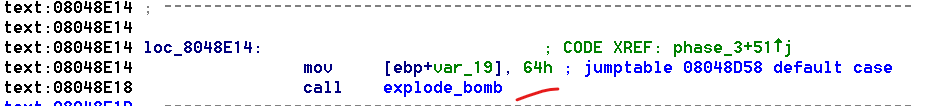 text:08048E14 ; ---------------------------------------------------------------------------
text:08048E14
text:08048E14 loc_8048E14: ; CODE XREF: phase_3+51↑j
text:08048E14 mov [ebp+var_19], 64h ; jumptable 08048D58 default case
text:08048E18 call explode_bomb